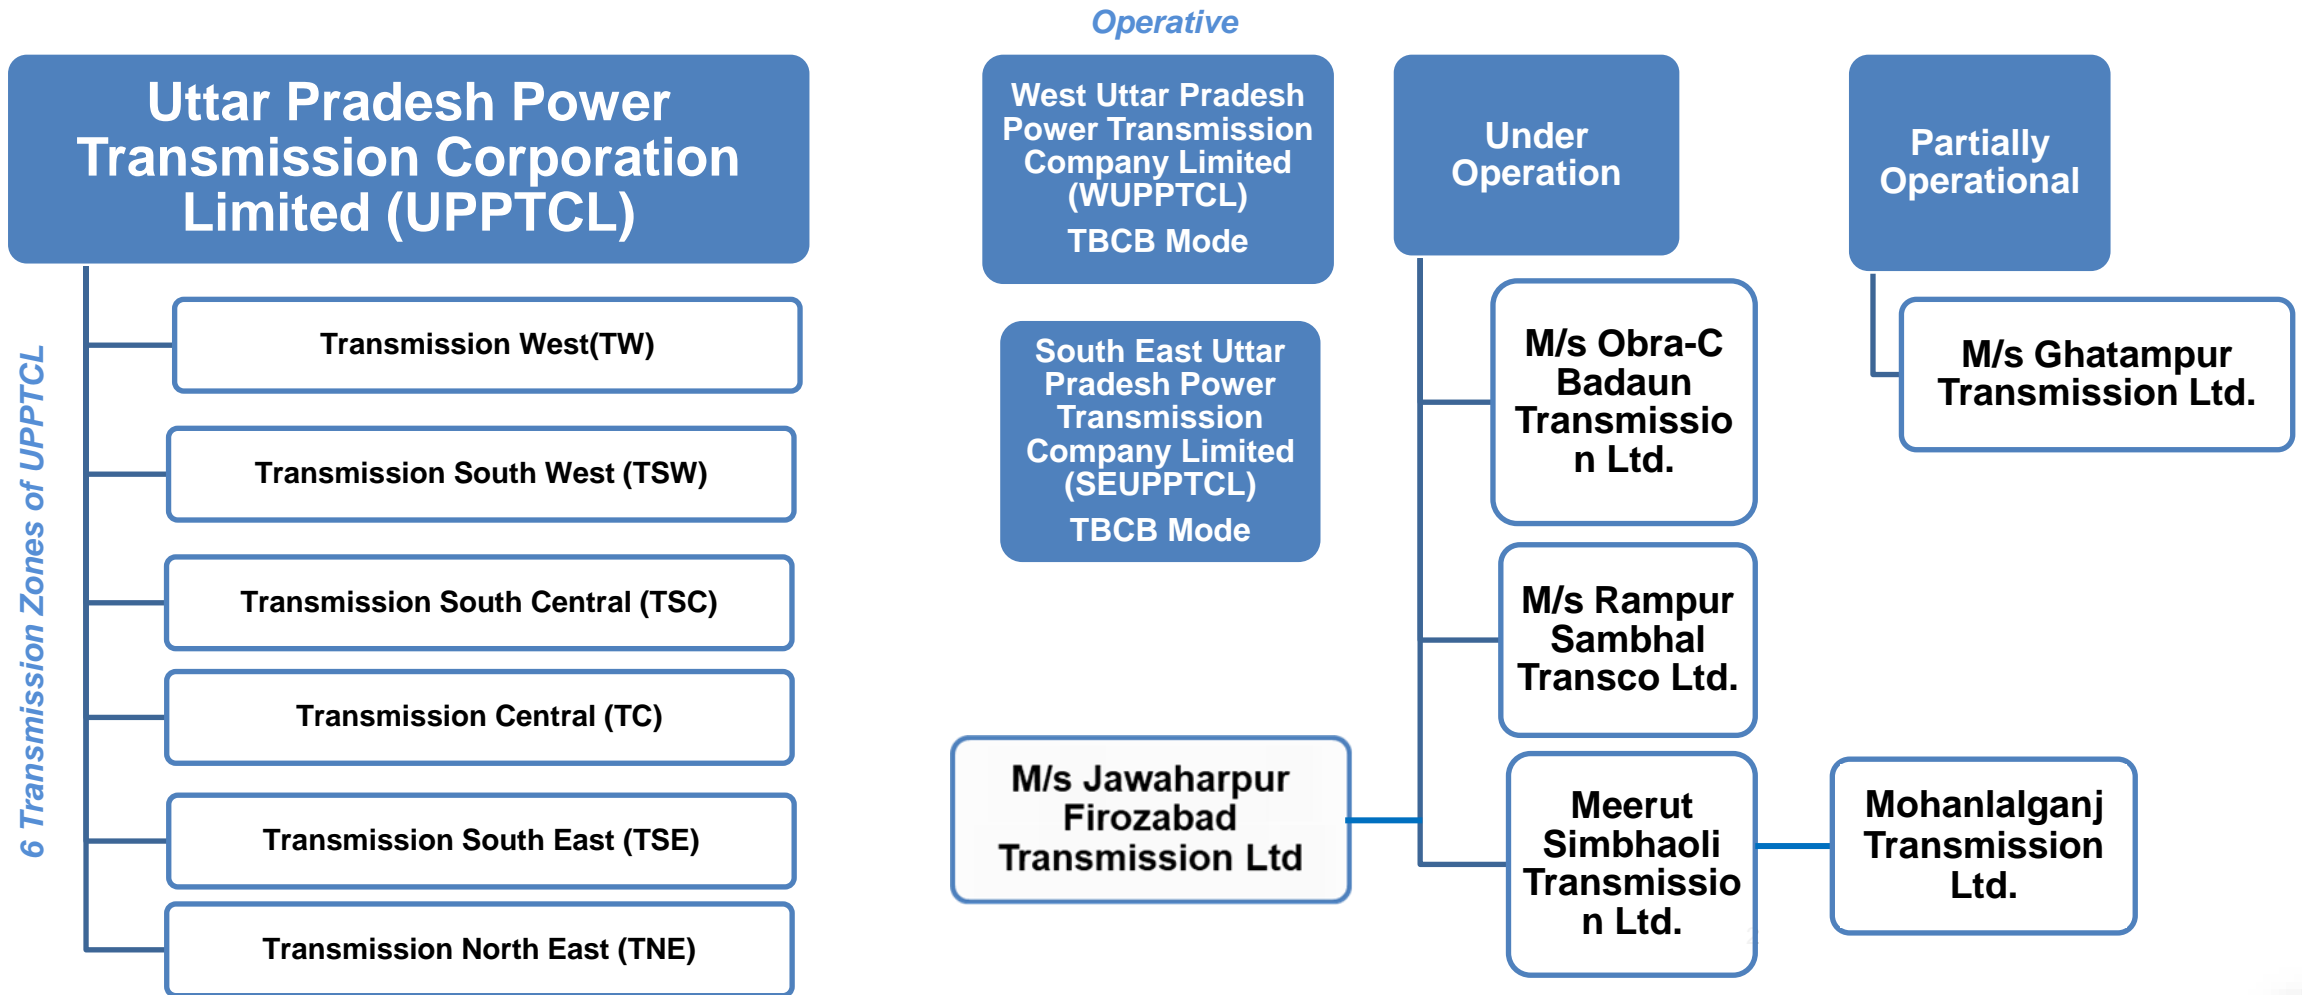 Operative
Uttar Pradesh Power
Transmission Corporation
Limited (UPPTCL)
6 Transmission Zones of UPPTCL
Transmission West(TW)
Transmission South West (TSW)
Transmission South Central (TSC)
Transmission Central (TC)
Transmission South East (TSE)
Transmission North East (TNE)
West Uttar Pradesh
Power Transmission
Company Limited
(WUPPTCL)
TBCB Mode
South East Uttar
Pradesh Power
Transmission
Company Limited
(SEUPPTCL)
TBCB Mode
Under
Operation
M/s Obra-C
Badaun
Transmissio
n Ltd.
M/s Rampur
Sambhal
Transco Ltd.
M/s Jawaharpur
Firozabad
Transmission Ltd
Meerut
Simbhaoli
Transmissio
n Ltd.
2
Mohanlalganj
Transmission
Ltd.
Partially
Operational
M/s Ghatampur
Transmission Ltd.